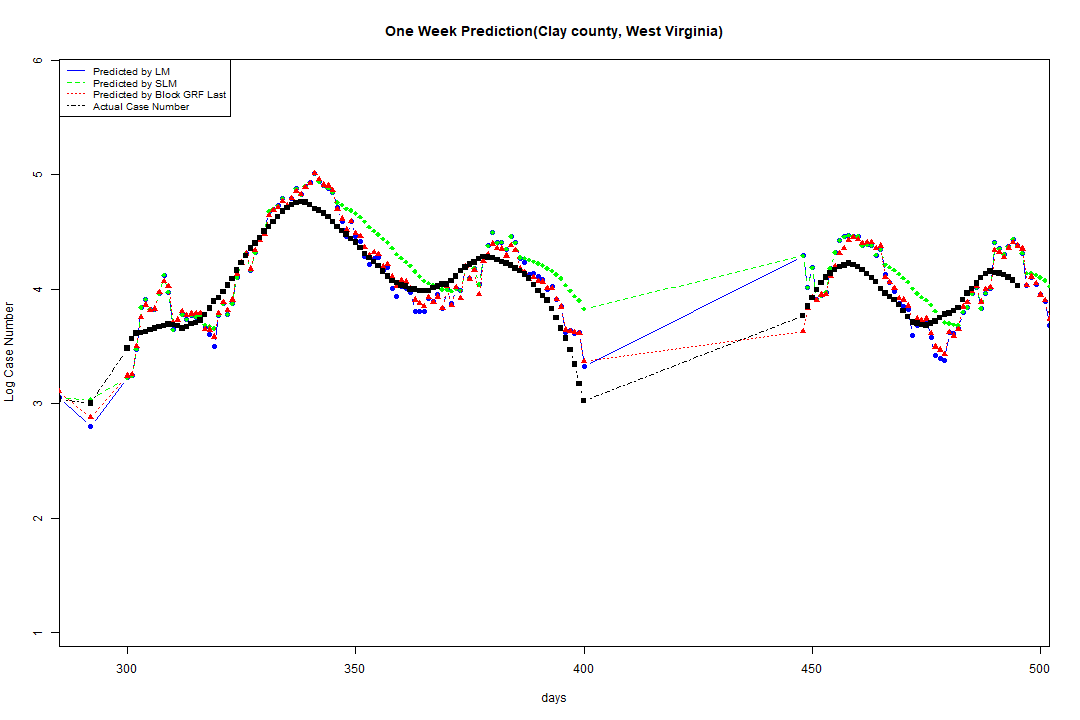 One Week Prediction(Clay county, West Virginia)
Predicted by LM
Predicted by SLM
Predicted by Block GRF Last
Actual Case Number
Log Case Number
6
5
4
3
2
1
300 350 400 450 500
days